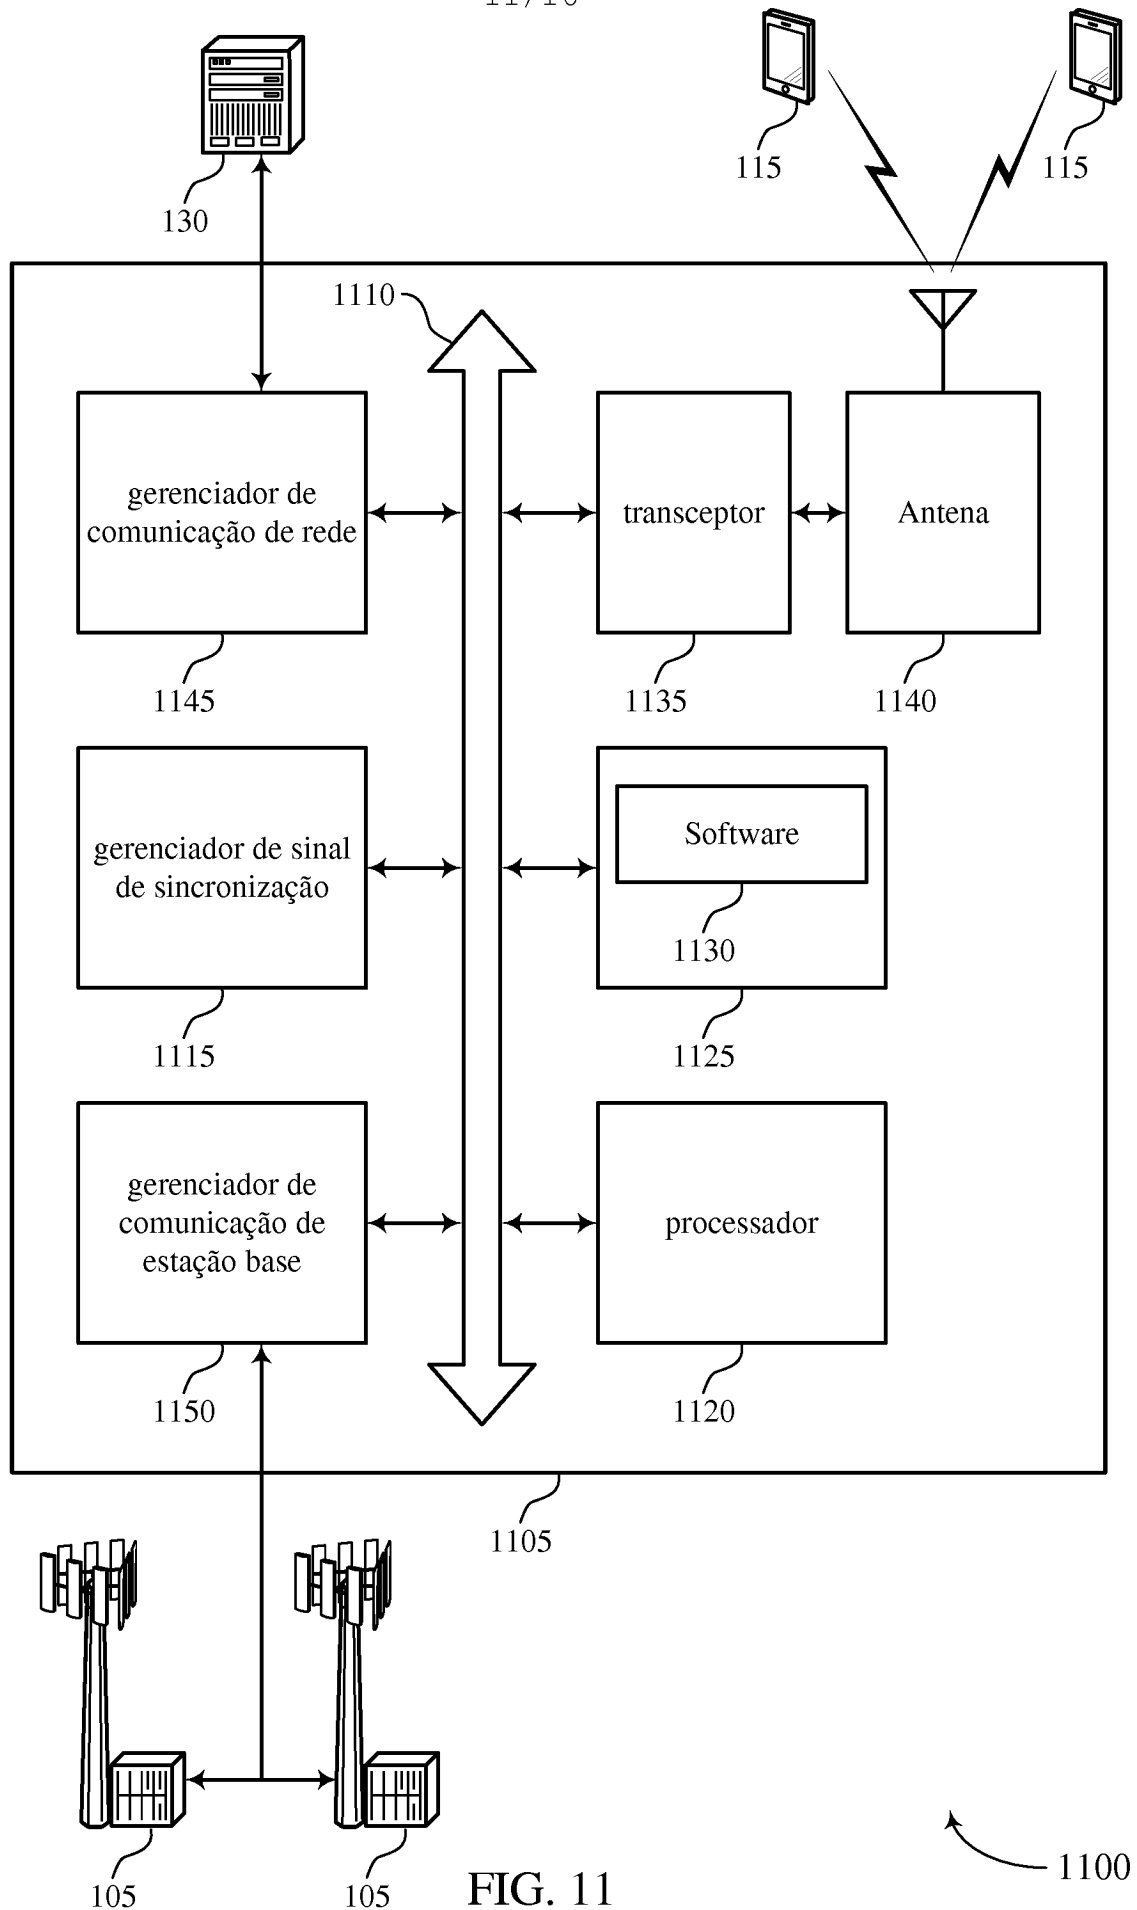 11/16
130
115
115
1110
gerenciador de
comunicação de rede
transceptor
Antena
1145
1135
1140
gerenciador de sinal
de sincronização
Software
1130
1115
1125
gerenciador de
comunicação de
estação base
processador
1150
1120
1105
105
105
FIG. 11
1100